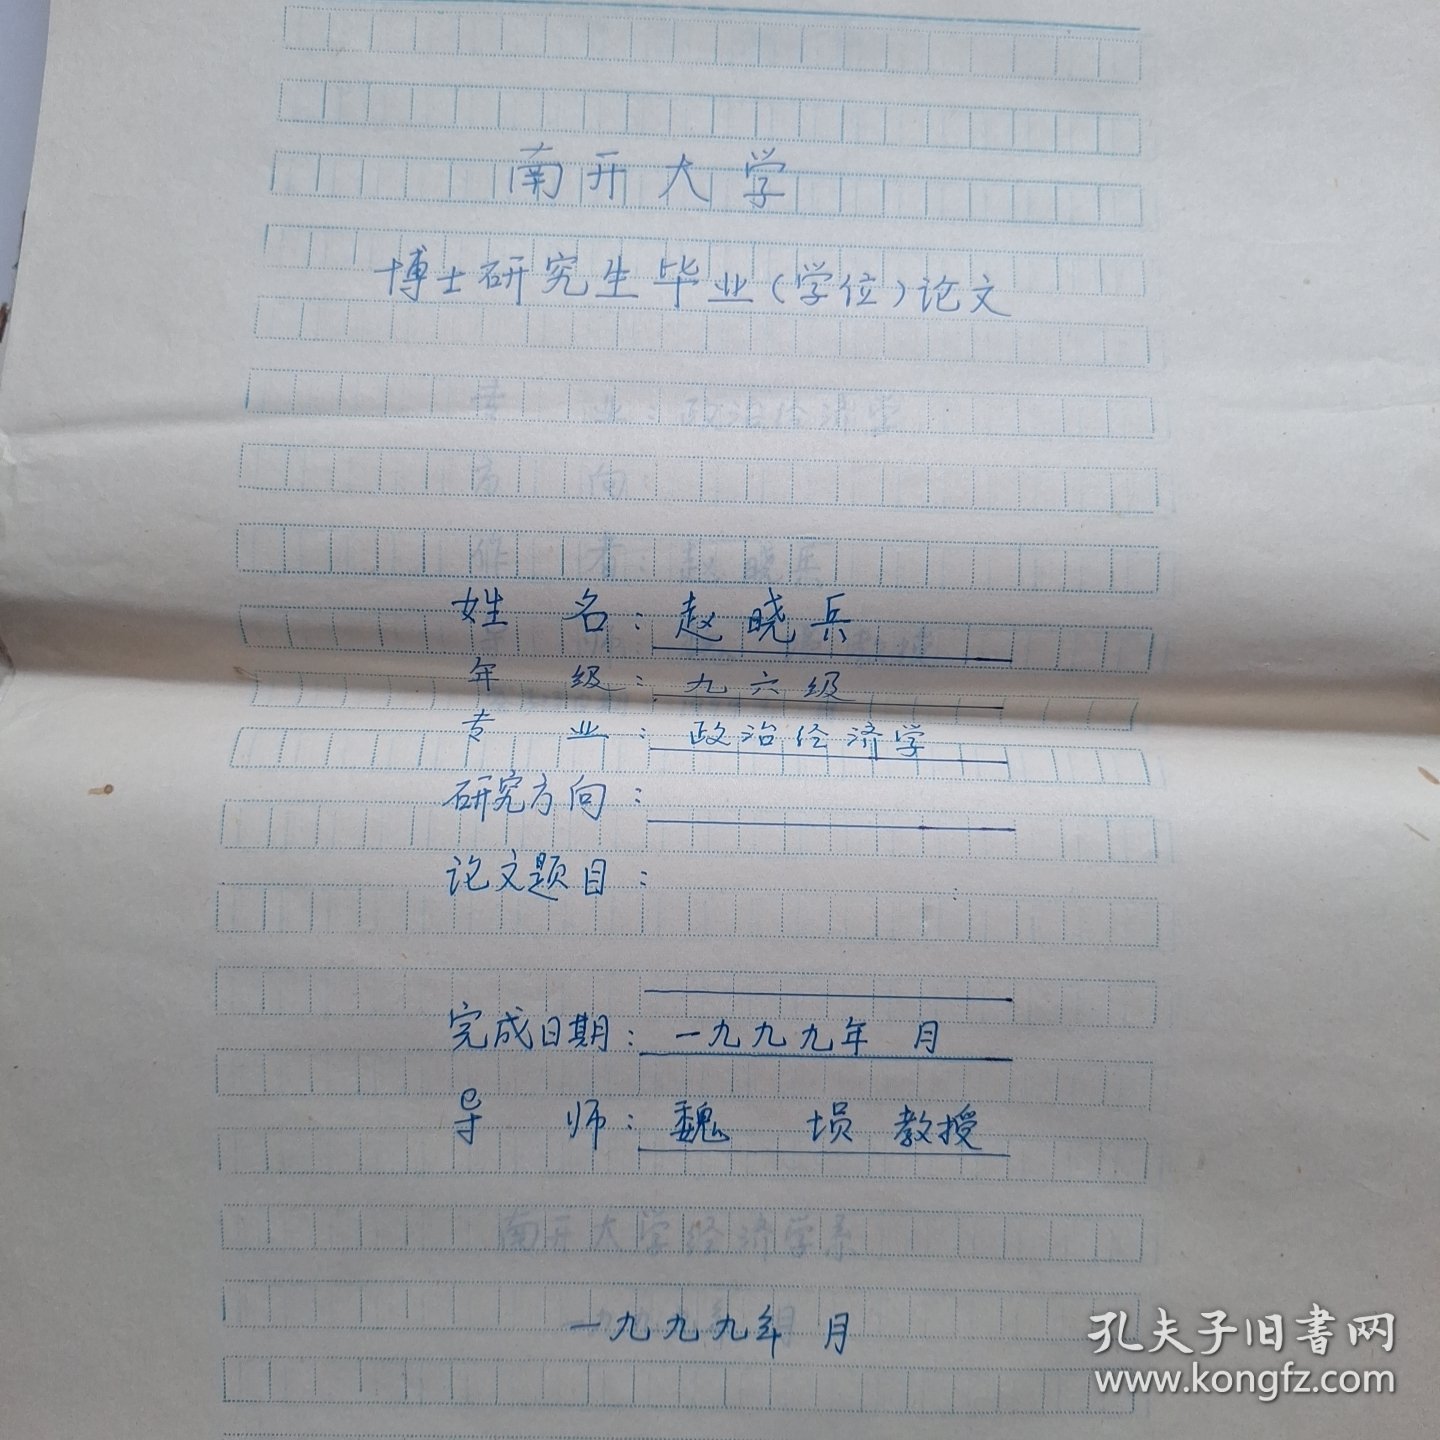 南开大学
博士研究生毕业(学位)论文
姓 名：赵晓兵
年 级：九六级
专 业：政治经济学
研究方向：
论文题目：
完成日期：一九九九年 月
导 师：魏 埙 教授
一九九九年 月
孔夫子旧书网
www.kongfz.com